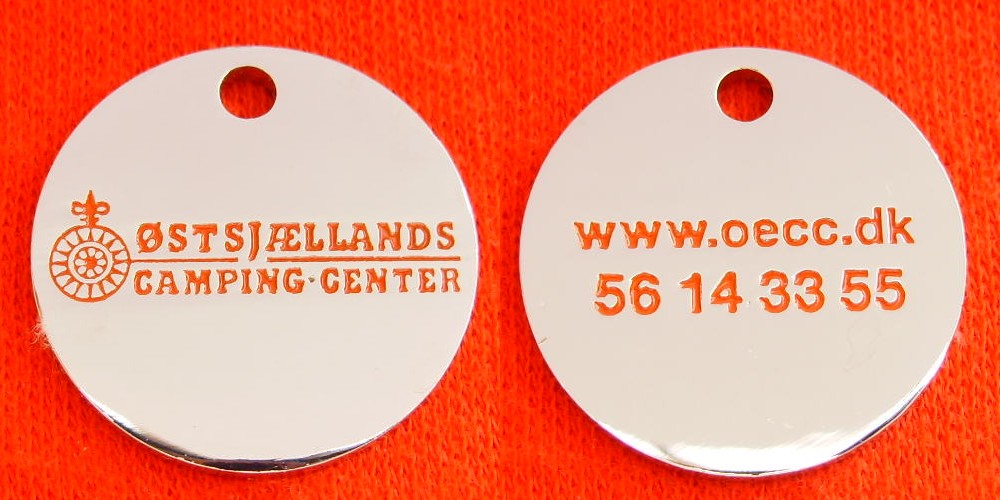 ØSTSJÆLLANDS
CAMPING·CENTER
www.oecc.dk
56 14 33 55